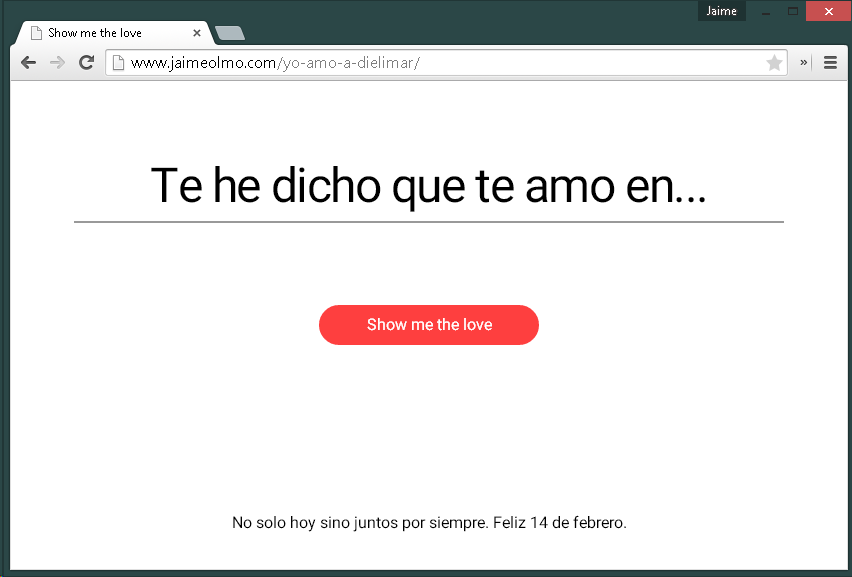 Jaime
Show me the love
www.jaimeolmo.com/yo-amo-a-dielimar/
Te he dicho que te amo en...
Show me the love
No solo hoy sino juntos por siempre. Feliz 14 de febrero.